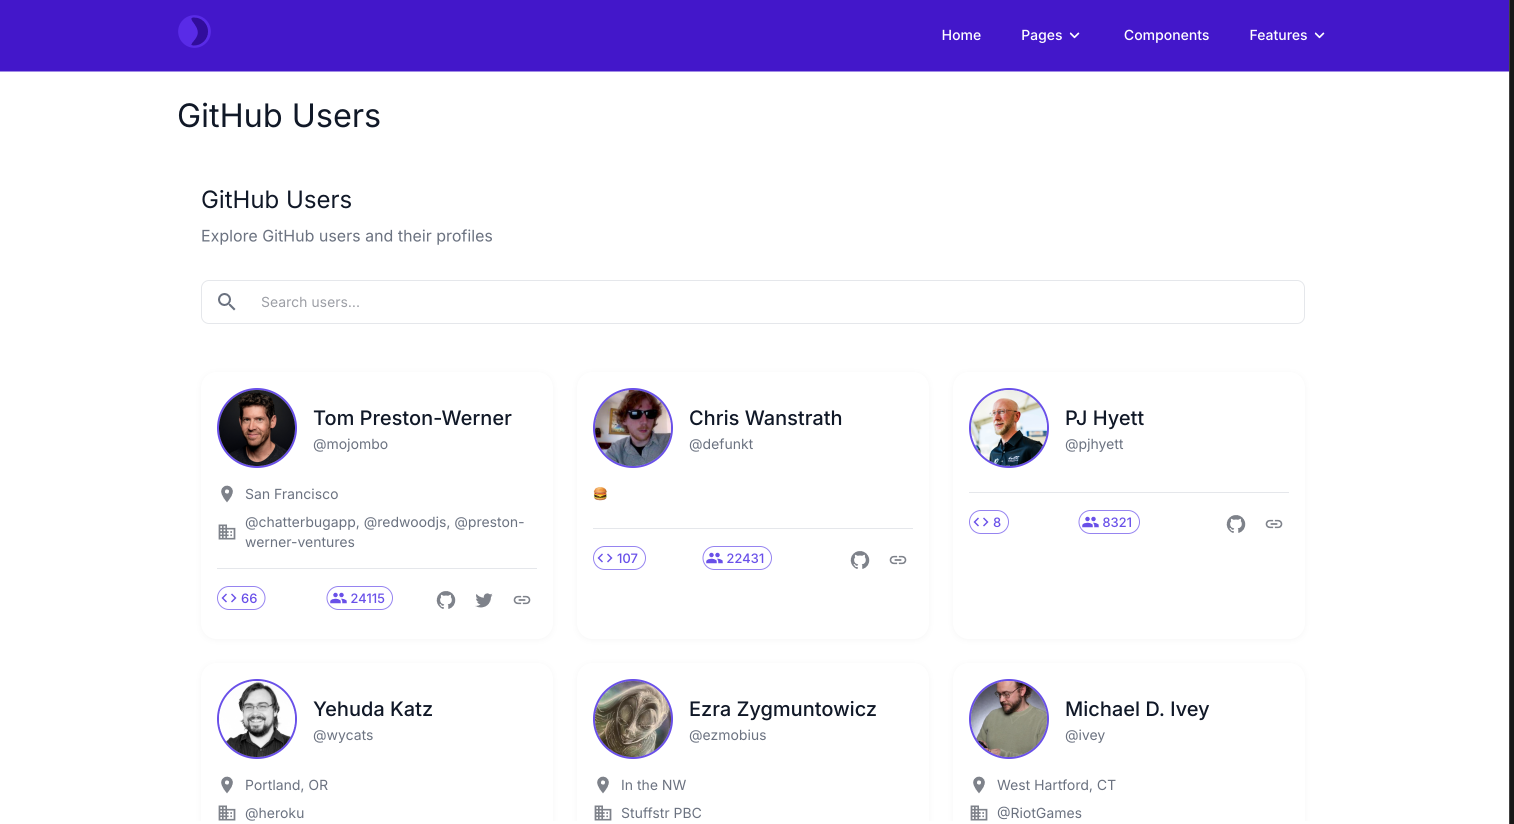 Home Pages Components Features
GitHub Users
GitHub Users
Explore GitHub users and their profiles
Search users...
Tom Preston-Werner
@mojombo
San Francisco
@chatterbugapp, @redwoodjs, @preston-
werner-ventures
66 24115
Chris Wanstrath
@defunkt
107 22431
PJ Hyett
@pjhyett
8 8321
Yehuda Katz
@wycats
Portland, OR
@heroku
Ezra Zygmuntowicz
@ezmobius
In the NW
Stuffstr PBC
Michael D. Ivey
@ivey
West Hartford, CT
@RiotGames